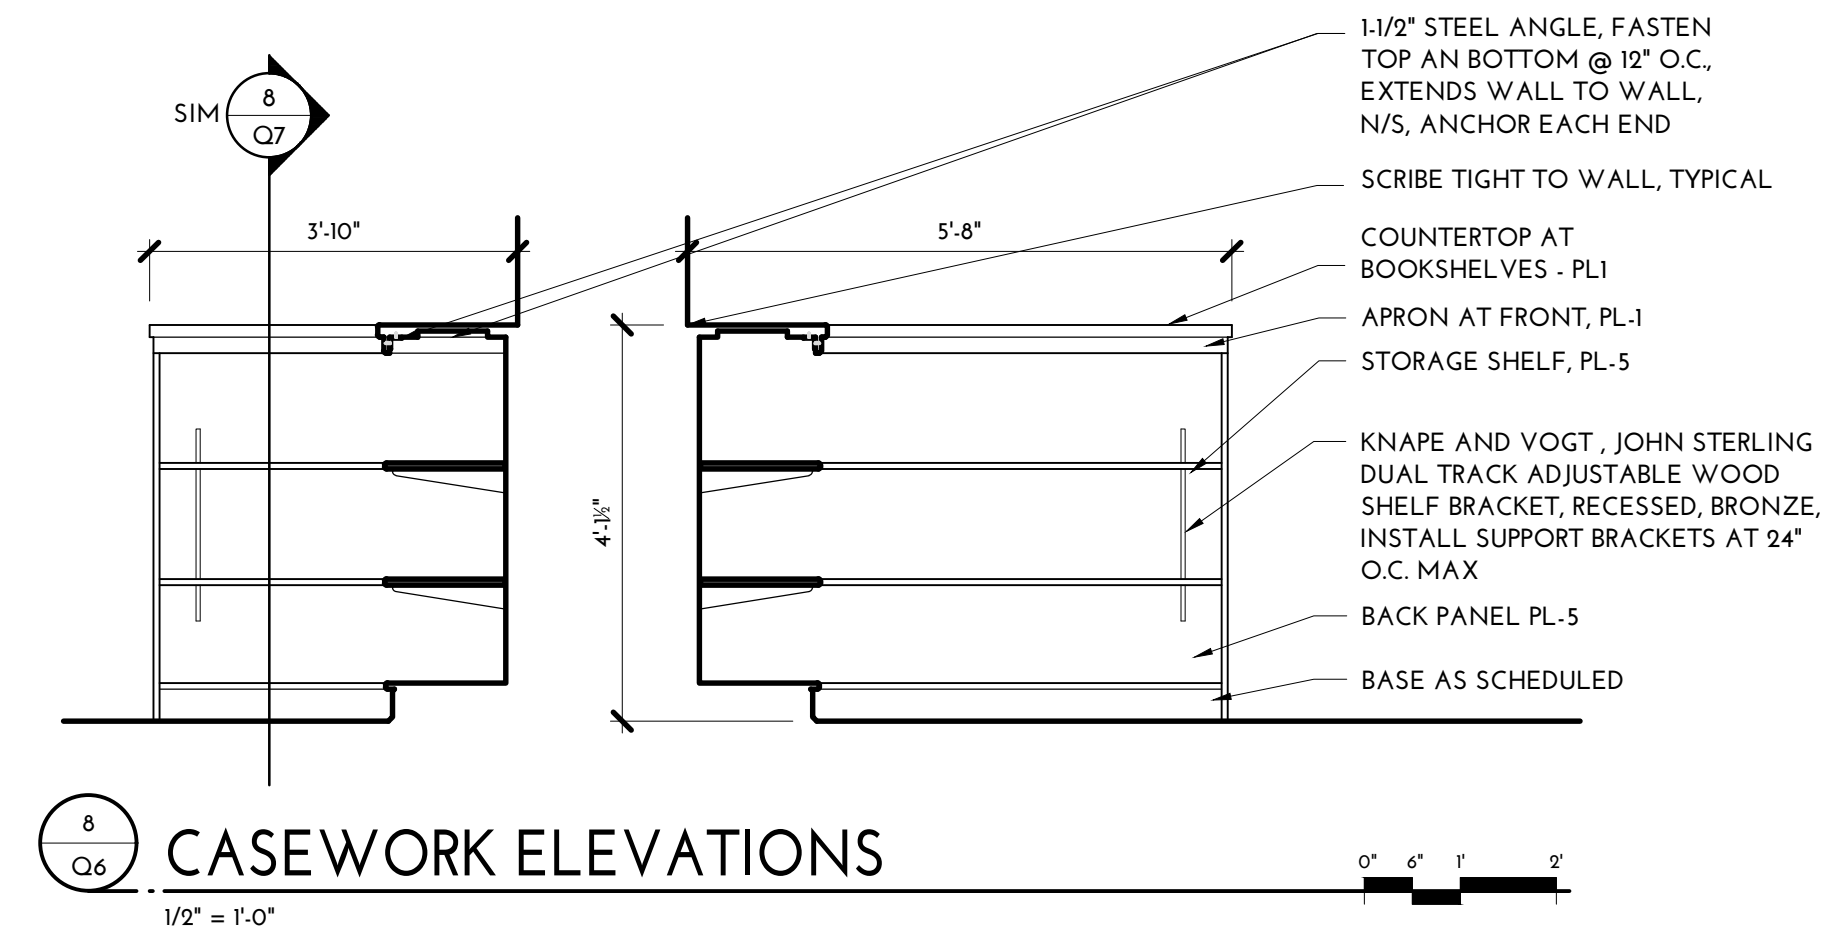 1-1/2" STEEL ANGLE, FASTEN
TOP AN BOTTOM @ 12" O.C.,
EXTENDS WALL TO WALL,
N/S, ANCHOR EACH END
SIM
8
Q7
SCRIBE TIGHT TO WALL, TYPICAL
3'-10"
5'-8"
COUNTERTOP AT
BOOKSHELVES - PL1
APRON AT FRONT, PL-1
STORAGE SHELF, PL-5
KNAPE AND VOGT , JOHN STERLING
DUAL TRACK ADJUSTABLE WOOD
SHELF BRACKET, RECESSED, BRONZE,
INSTALL SUPPORT BRACKETS AT 24"
O.C. MAX
4'-1½"
BACK PANEL PL-5
BASE AS SCHEDULED
8
Q6
CASEWORK ELEVATIONS
1/2" = 1'-0"
0" 6" 1' 2'